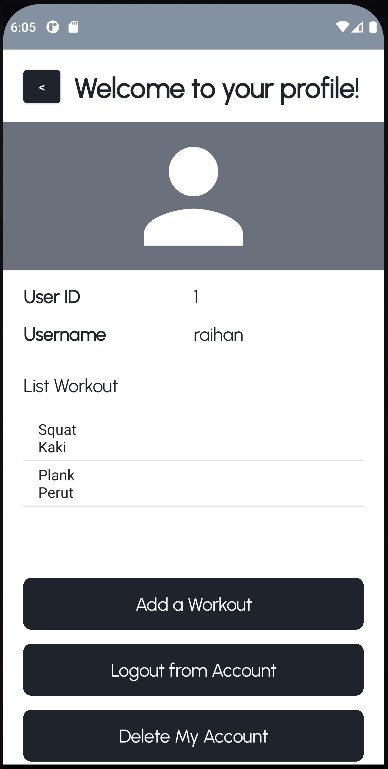 6:05
< Welcome to your profile!
User ID 1
Username raihan
List Workout
Squat
Kaki
Plank
Perut
Add a Workout
Logout from Account
Delete My Account